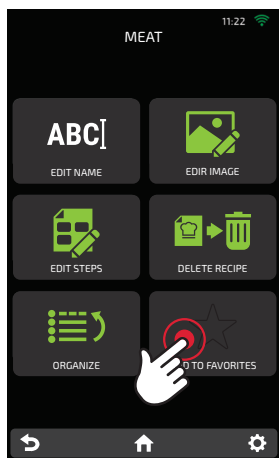 11:22
MEAT
ABC
EDIT NAME
EDIR IMAGE
EDIT STEPS
DELETE RECIPE
ORGANIZE
TO FAVORITES